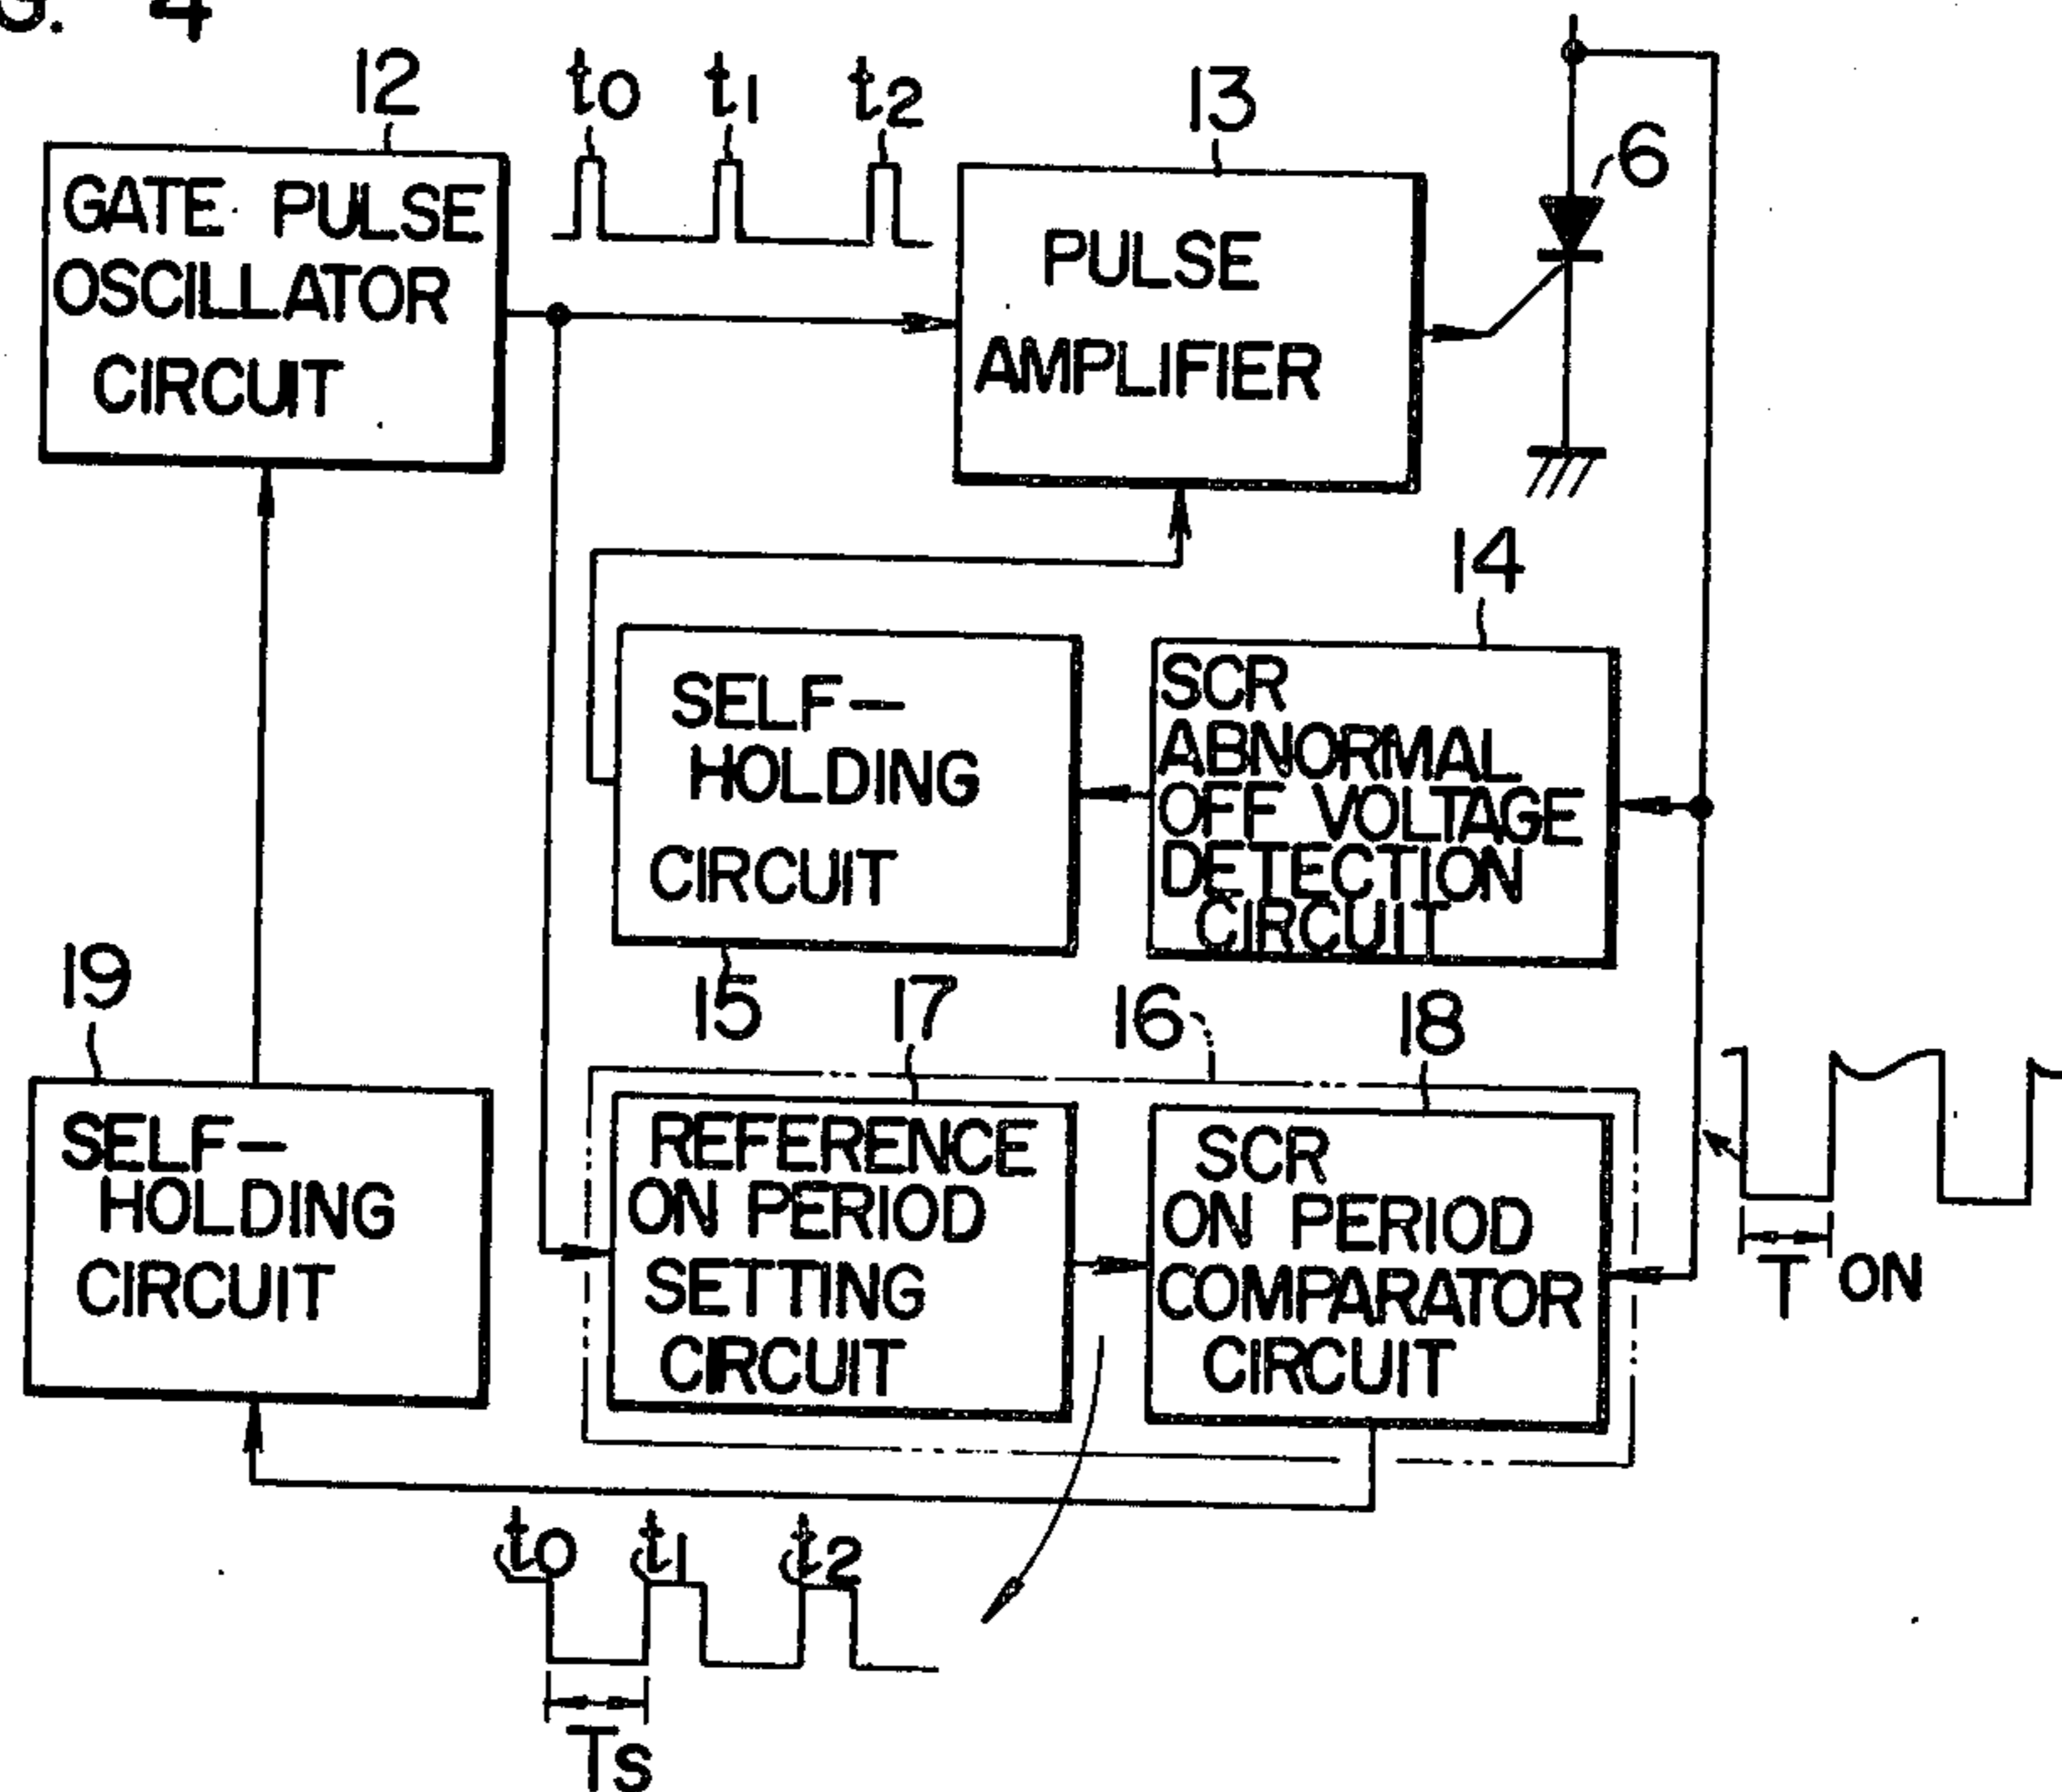 G. 4
12
t0 t1 t2
13
6
GATE PULSE
OSCILLATOR
CIRCUIT
PULSE
AMPLIFIER
14
SELF-
HOLDING
CIRCUIT
SCR
ABNORMAL
OFF VOLTAGE
DETECTION
CIRCUIT
19
15
17
16
18
SELF-
HOLDING
CIRCUIT
REFERENCE
ON PERIOD
SETTING
CIRCUIT
SCR
ON PERIOD
COMPARATOR
CIRCUIT
T ON
t0 t1 t2
Ts